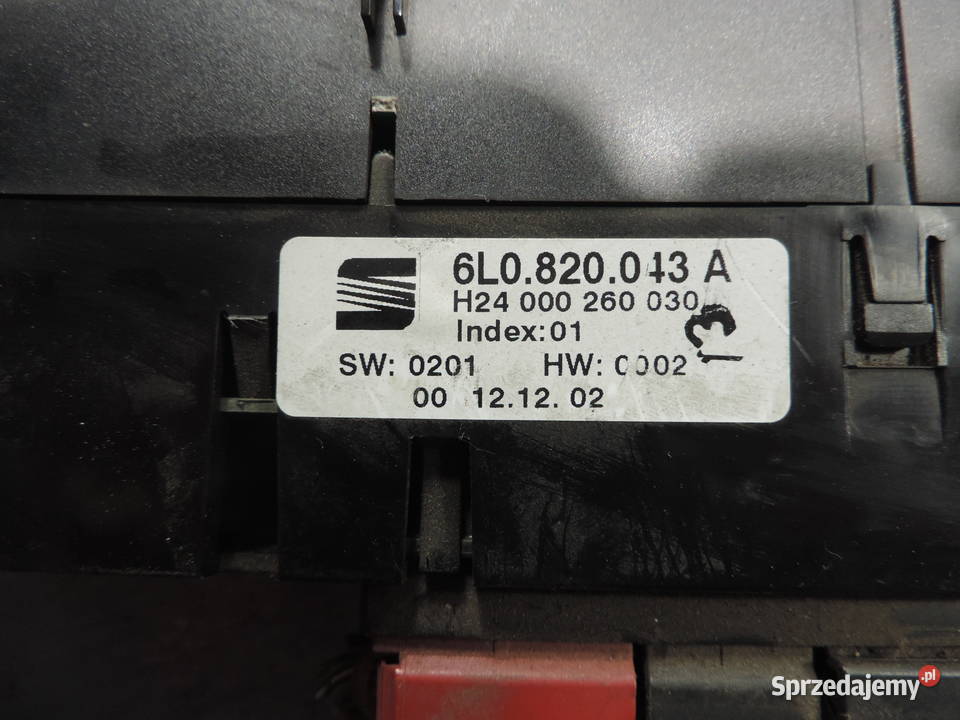 6L0.820.043 A
H24 000 260 030
Index:01
SW: 0201 HW: 0002
00 12.12.02
13
Sprzedajemy.pl